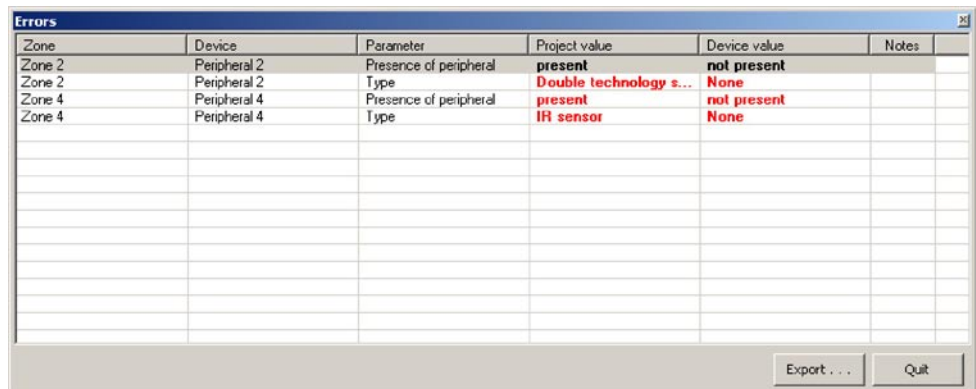 Errors
Zone Device Parameter Project value Device value Notes
Zone 2 Peripheral 2 Presence of peripheral present not present
Zone 2 Peripheral 2 Type Double technology s... None
Zone 4 Peripheral 4 Presence of peripheral present not present
Zone 4 Peripheral 4 Type IR sensor None
Export . . . Quit